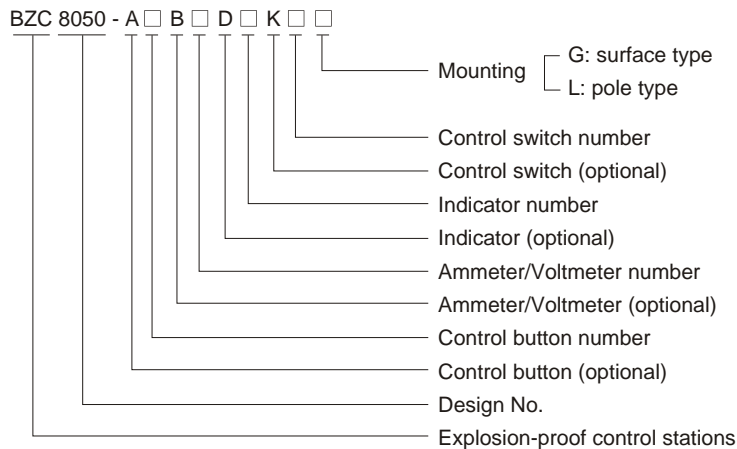 BZC 8050 - A □ B □ D □ K □ □
Mounting
G: surface type
L: pole type
Control switch number
Control switch (optional)
Indicator number
Indicator (optional)
Ammeter/Voltmeter number
Ammeter/Voltmeter (optional)
Control button number
Control button (optional)
Design No.
Explosion-proof control stations